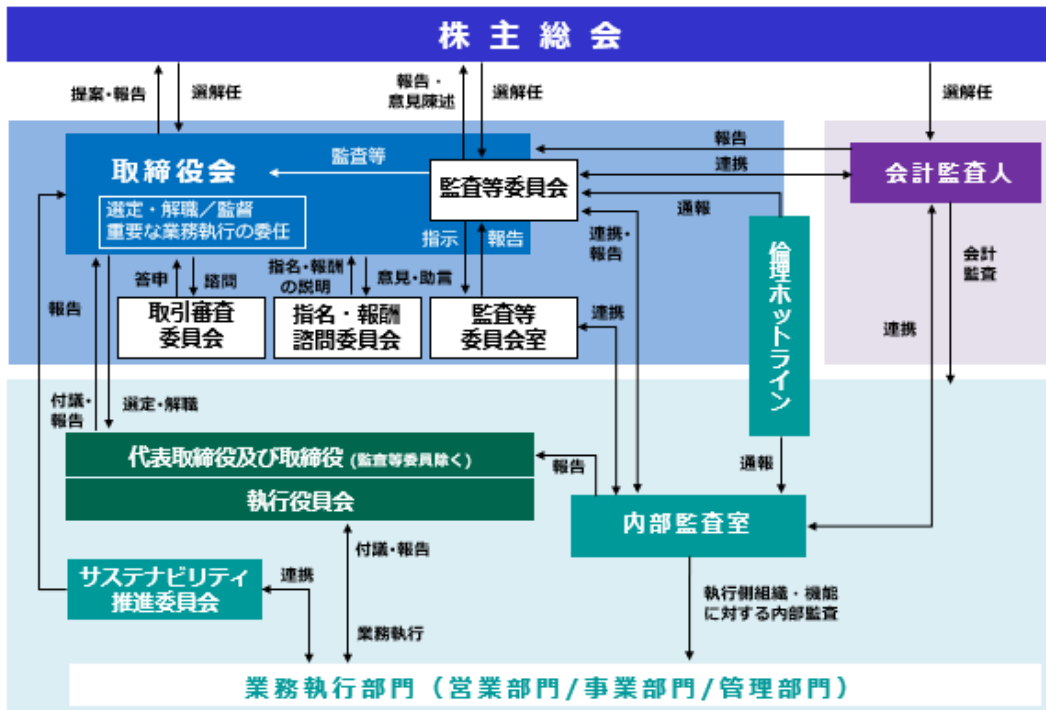 株主総会
提案・報告
選解任
報告・
意見陳述
選解任
選解任
取締役会
監査等
監査等委員会
報告
連携
会計監査人
選定・解職／監督
重要な業務執行の委任
指示
報告
連携・
報告
通報
倫理ホットライン
会計
監査
答申
諮問
指名・報酬
の説明
意見・助言
報告
取引審査
委員会
指名・報酬
諮問委員会
監査等
委員会室
連携
連携
付議・
報告
選定・解職
代表取締役及び取締役 (監査等委員除く)
執行役員会
報告
通報
内部監査室
付議・報告
サステナビリティ
推進委員会
連携
業務執行
執行側組織・機能
に対する内部監査
業務執行部門（営業部門/事業部門/管理部門）